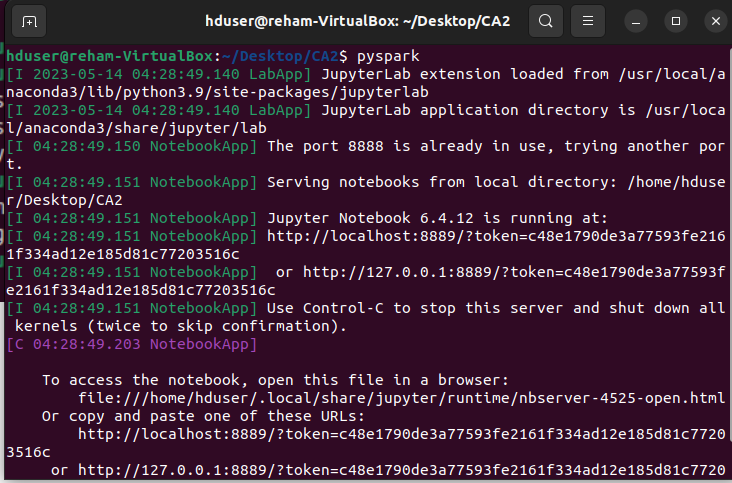 hduser@reham-VirtualBox: ~/Desktop/CA2
hduser@reham-VirtualBox:~/Desktop/CA2$ pyspark
[I 2023-05-14 04:28:49.140 LabApp] JupyterLab extension loaded from /usr/local/a
naconda3/lib/python3.9/site-packages/jupyterlab
[I 2023-05-14 04:28:49.140 LabApp] JupyterLab application directory is /usr/loca
l/anaconda3/share/jupyter/lab
[I 04:28:49.150 NotebookApp] The port 8888 is already in use, trying another por
t.
[I 04:28:49.151 NotebookApp] Serving notebooks from local directory: /home/hduse
r/Desktop/CA2
[I 04:28:49.151 NotebookApp] Jupyter Notebook 6.4.12 is running at:
[I 04:28:49.151 NotebookApp] http://localhost:8889/?token=c48e1790de3a77593fe216
1f334ad12e185d81c77203516c
[I 04:28:49.151 NotebookApp]  or http://127.0.0.1:8889/?token=c48e1790de3a77593f
e2161f334ad12e185d81c77203516c
[I 04:28:49.151 NotebookApp] Use Control-C to stop this server and shut down all
 kernels (twice to skip confirmation).
[C 04:28:49.203 NotebookApp]
    To access the notebook, open this file in a browser:
        file:///home/hduser/.local/share/jupyter/runtime/nbserver-4525-open.html
    Or copy and paste one of these URLs:
        http://localhost:8889/?token=c48e1790de3a77593fe2161f334ad12e185d81c7720
3516c
     or http://127.0.0.1:8889/?token=c48e1790de3a77593fe2161f334ad12e185d81c7720